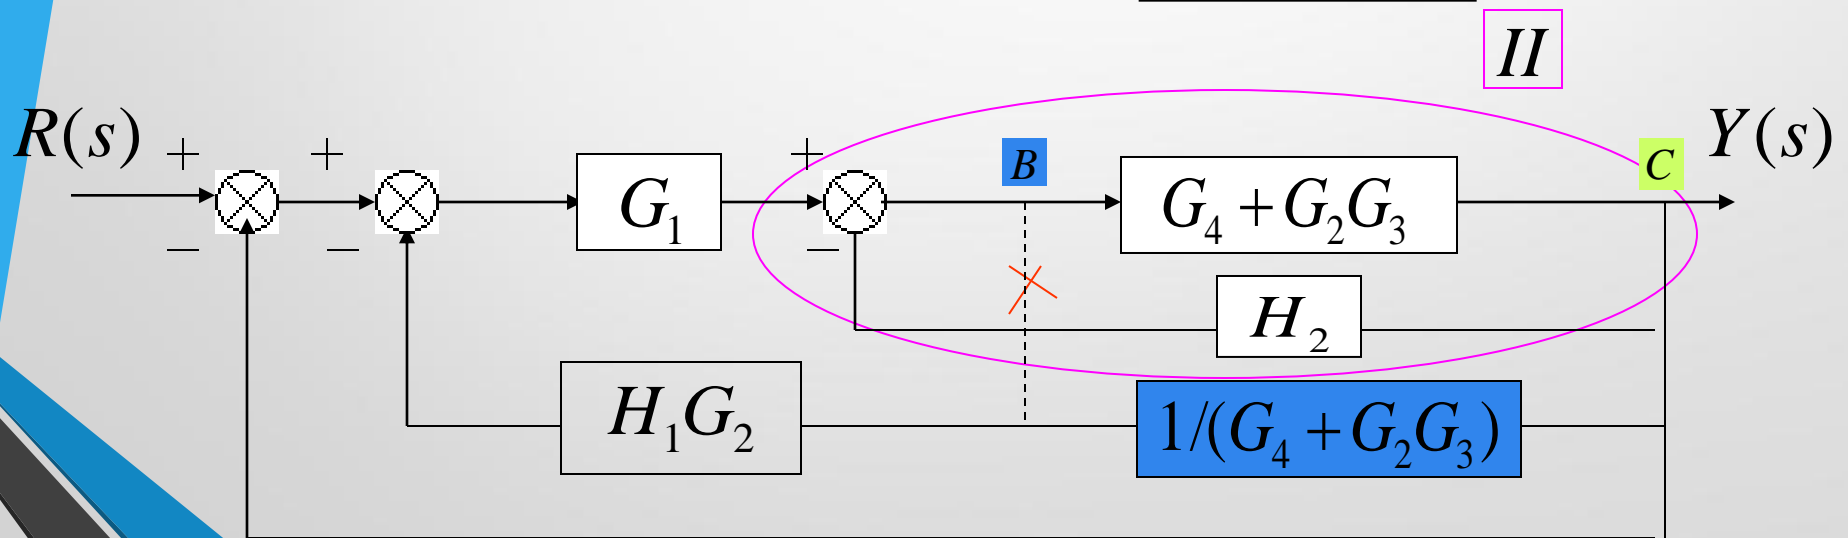 II
R(s) + + + B C Y(s)
G₁ G₄ + G₂G₃
− − −
H₂
H₁G₂ 1/(G₄ + G₂G₃)